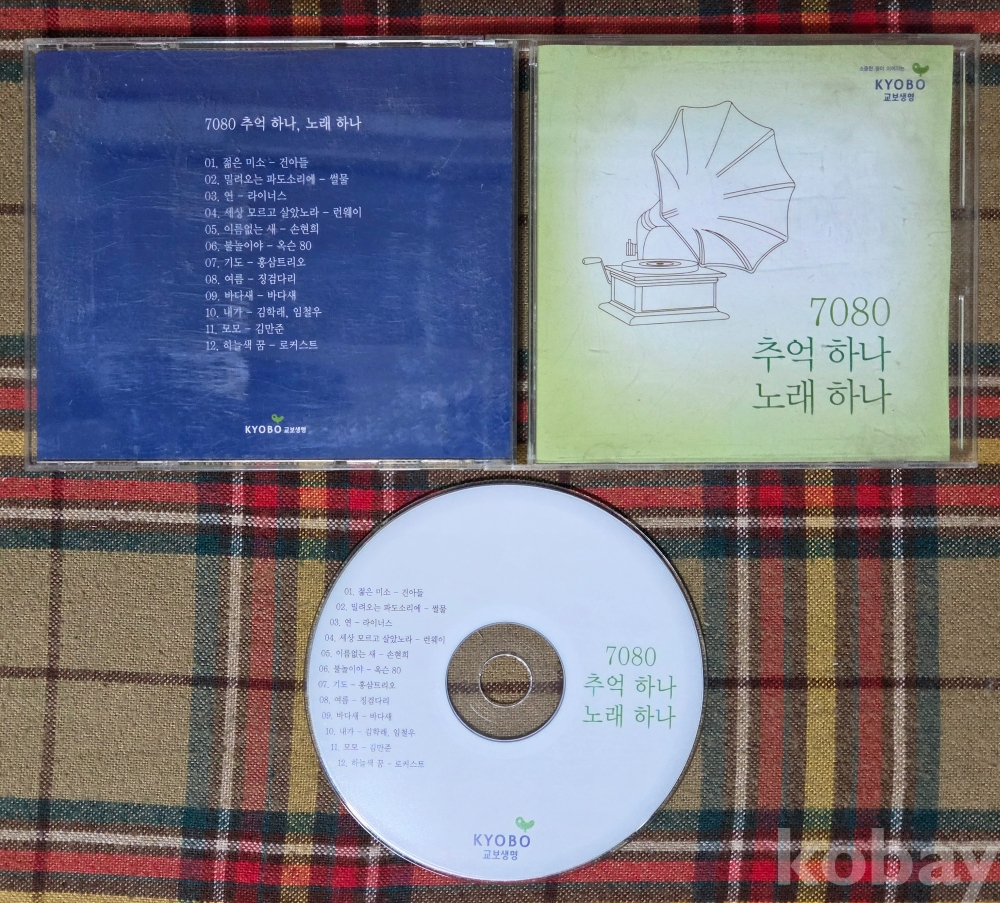 7080 추억 하나, 노래 하나
01. 젊은 미소 - 건아들
02. 밀려오는 파도소리에 - 썰물
03. 연 - 라이너스
04. 세상 모르고 살았노라 - 런웨이
05. 이름없는 새 - 손현희
06. 불놀이야 - 옥슨 80
07. 기도 - 홍삼트리오
08. 여름 - 징검다리
09. 바다새 - 바다새
10. 내가 - 김학래, 임철우
11. 모모 - 김만준
12. 하늘색 꿈 - 로커스트
KYOBO 교보생명
KYOBO
교보생명
7080
추억 하나
노래 하나
01. 젊은 미소 - 건아들
02. 밀려오는 파도소리에 - 썰물
03. 연 - 라이너스
04. 세상 모르고 살았노라 - 런웨이
05. 이름없는 새 - 손현희
06. 불놀이야 - 옥슨 80
07. 기도 - 홍삼트리오
08. 여름 - 징검다리
09. 바다새 - 바다새
10. 내가 - 김학래, 임철우
11. 모모 - 김만준
12. 하늘색 꿈 - 로커스트
7080
추억 하나
노래 하나
KYOBO
교보생명
kobay